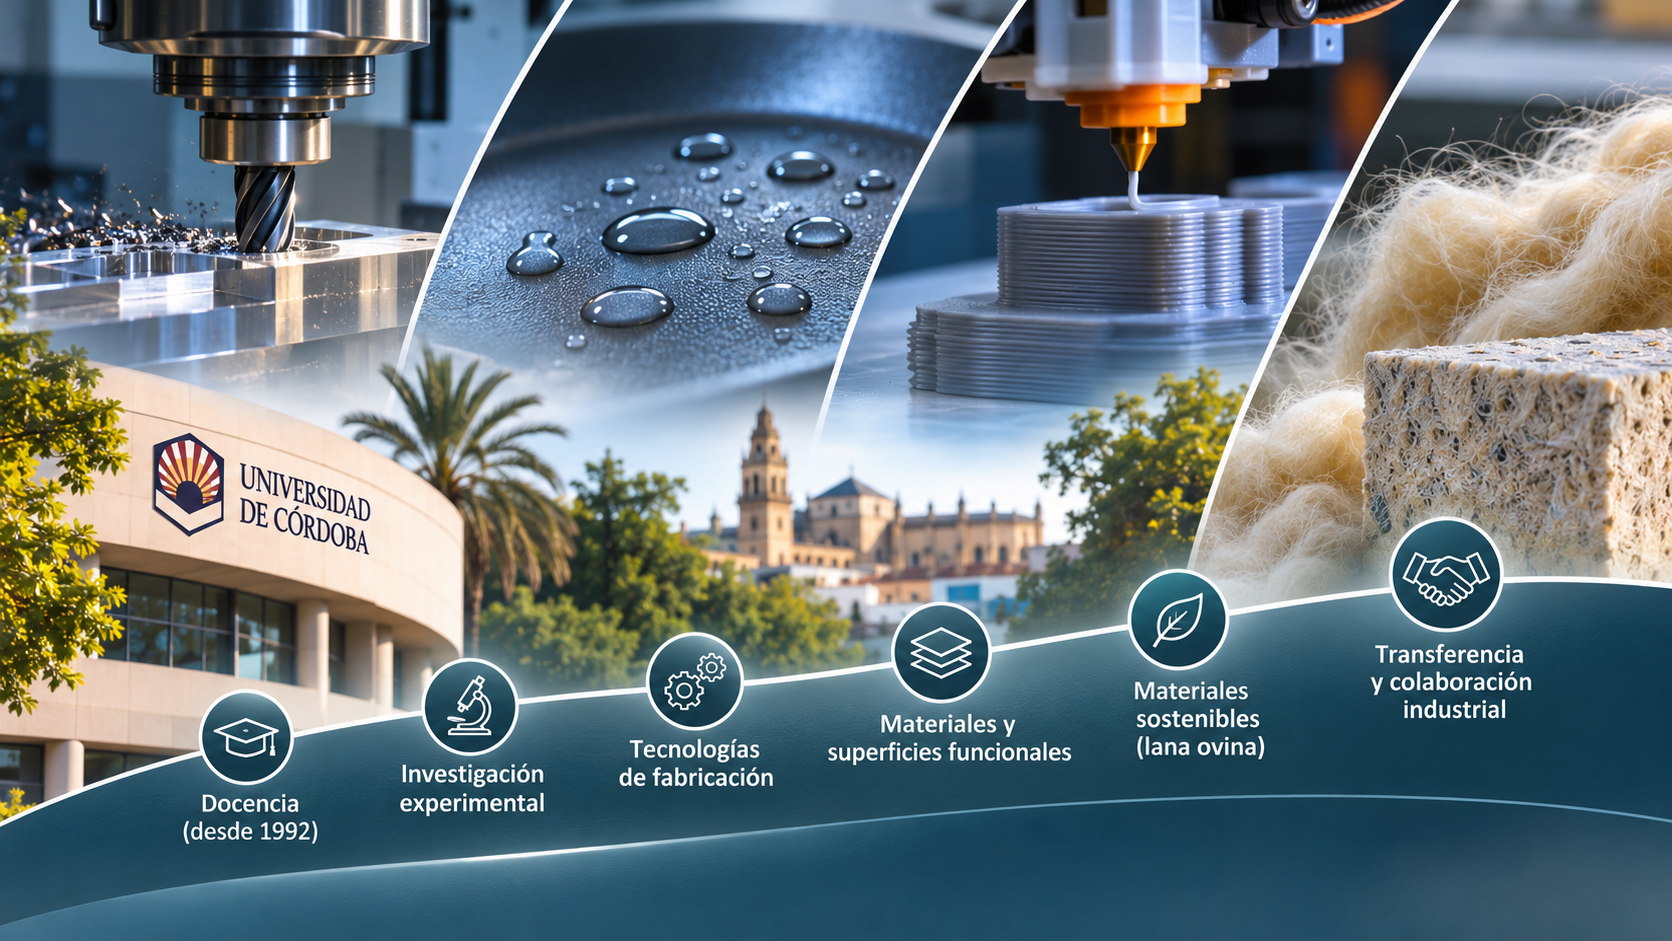 UNIVERSIDAD
DE CÓRDOBA
Docencia
(desde 1992)
Investigación
experimental
Tecnologías
de fabricación
Materiales y
superficies funcionales
Materiales
sostenibles
(lana ovina)
Transferencia
y colaboración
industrial